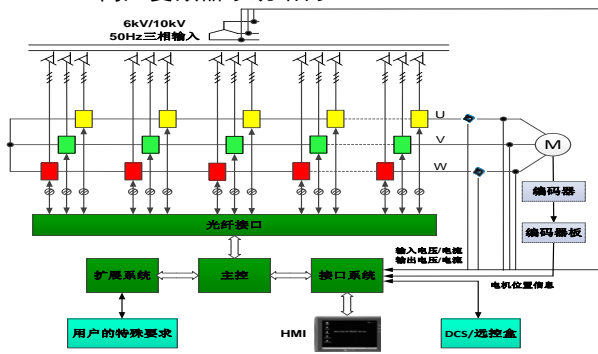 6kV/10kV
50Hz三相输入
U
V
W
M
光纤接口
编码器
编码器板
输入电压/电流
输出电压/电流
电机位置信息
扩展系统
主控
接口系统
用户的特殊要求
HMI
DCS/远控盒